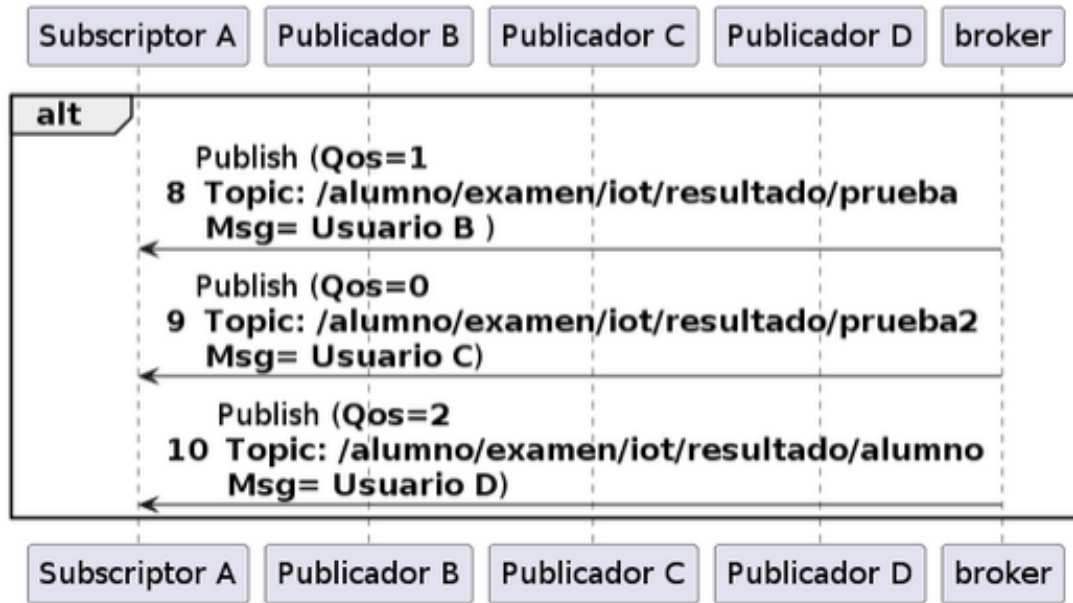 Subscriptor A Publicador B Publicador C Publicador D broker
alt
Publish (Qos=1
8 Topic: /alumno/examen/iot/resultado/prueba
Msg= Usuario B )
Publish (Qos=0
9 Topic: /alumno/examen/iot/resultado/prueba2
Msg= Usuario C)
Publish (Qos=2
10 Topic: /alumno/examen/iot/resultado/alumno
Msg= Usuario D)
Subscriptor A Publicador B Publicador C Publicador D broker